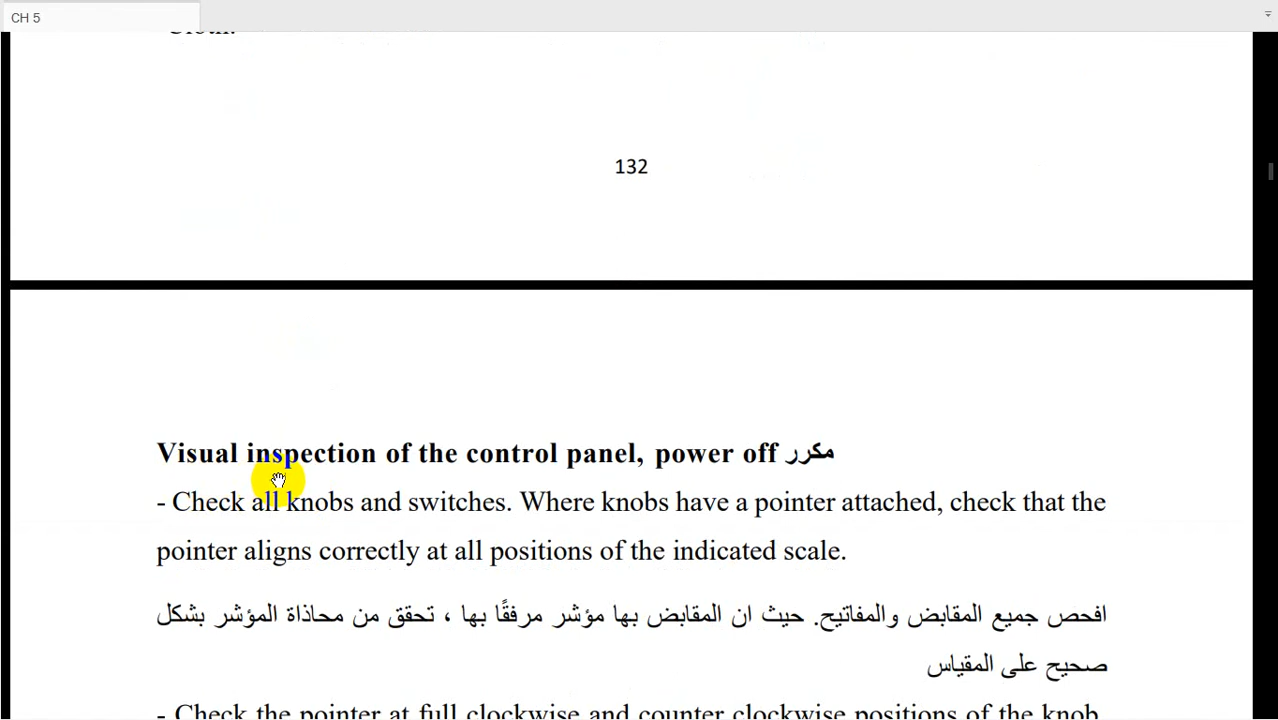 CH 5
Cloth.
132
Visual inspection of the control panel, power off مكرر
- Check all knobs and switches. Where knobs have a pointer attached, check that the
pointer aligns correctly at all positions of the indicated scale.
افحص جميع المقابض والمفاتيح. حيث ان المقابض بها مؤشر مرفقًا بها ، تحقق من محاذاة المؤشر بشكل
صحيح على المقياس
- Check the pointer at full clockwise and counter clockwise positions of the knob.